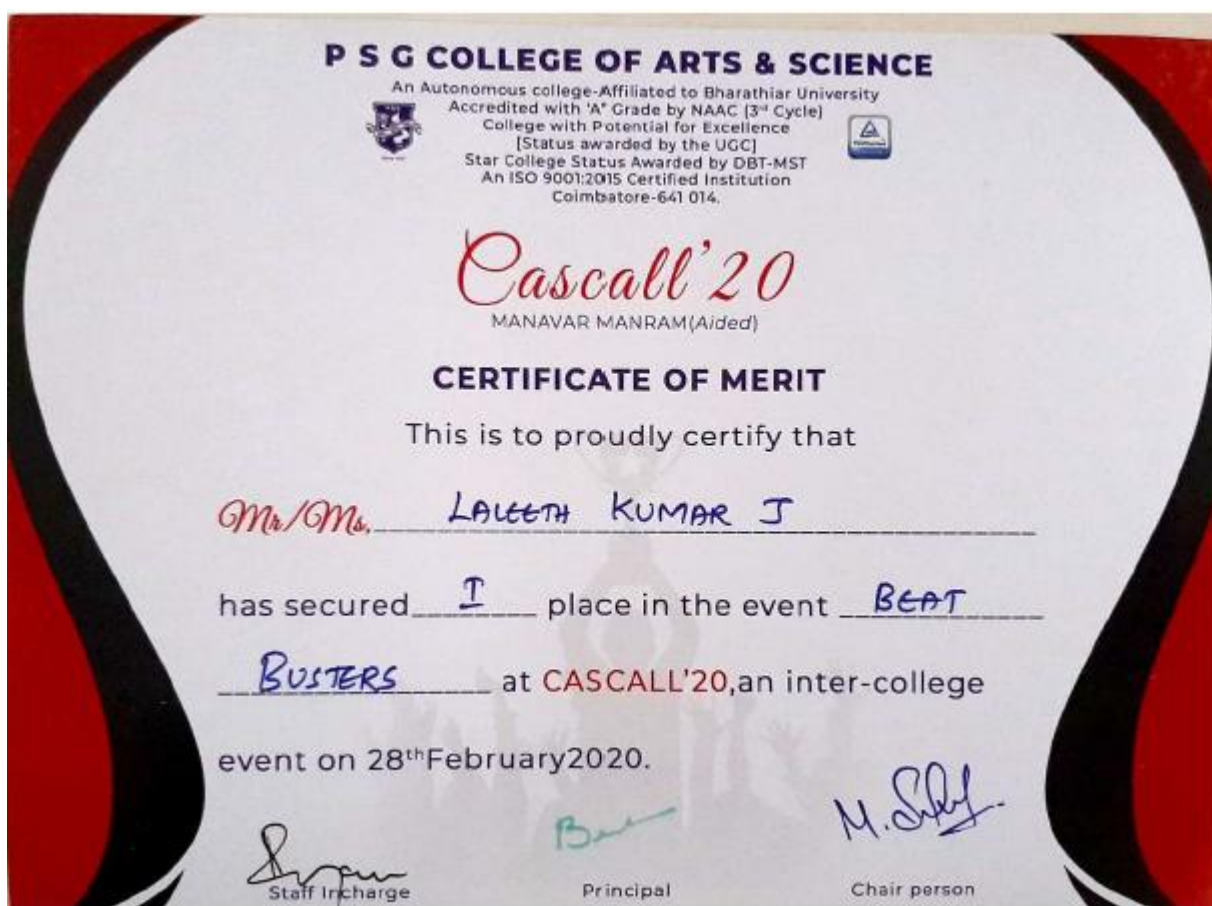 P S G COLLEGE OF ARTS & SCIENCE
An Autonomous college-Affiliated to Bharathiar University
Accredited with 'A' Grade by NAAC (3rd Cycle)
College with Potential for Excellence
[Status awarded by the UGC]
Star College Status Awarded by DBT-MST
An ISO 9001:2015 Certified Institution
Coimbatore-641 014.
Cascall'20
MANAVAR MANRAM(Aided)
CERTIFICATE OF MERIT
This is to proudly certify that
Mr/Ms. LALEETH KUMAR J
has secured I place in the event BEAT
BUSTERS at CASCALL'20,an inter-college
event on 28thFebruary2020.
Staff Incharge Principal Chair person